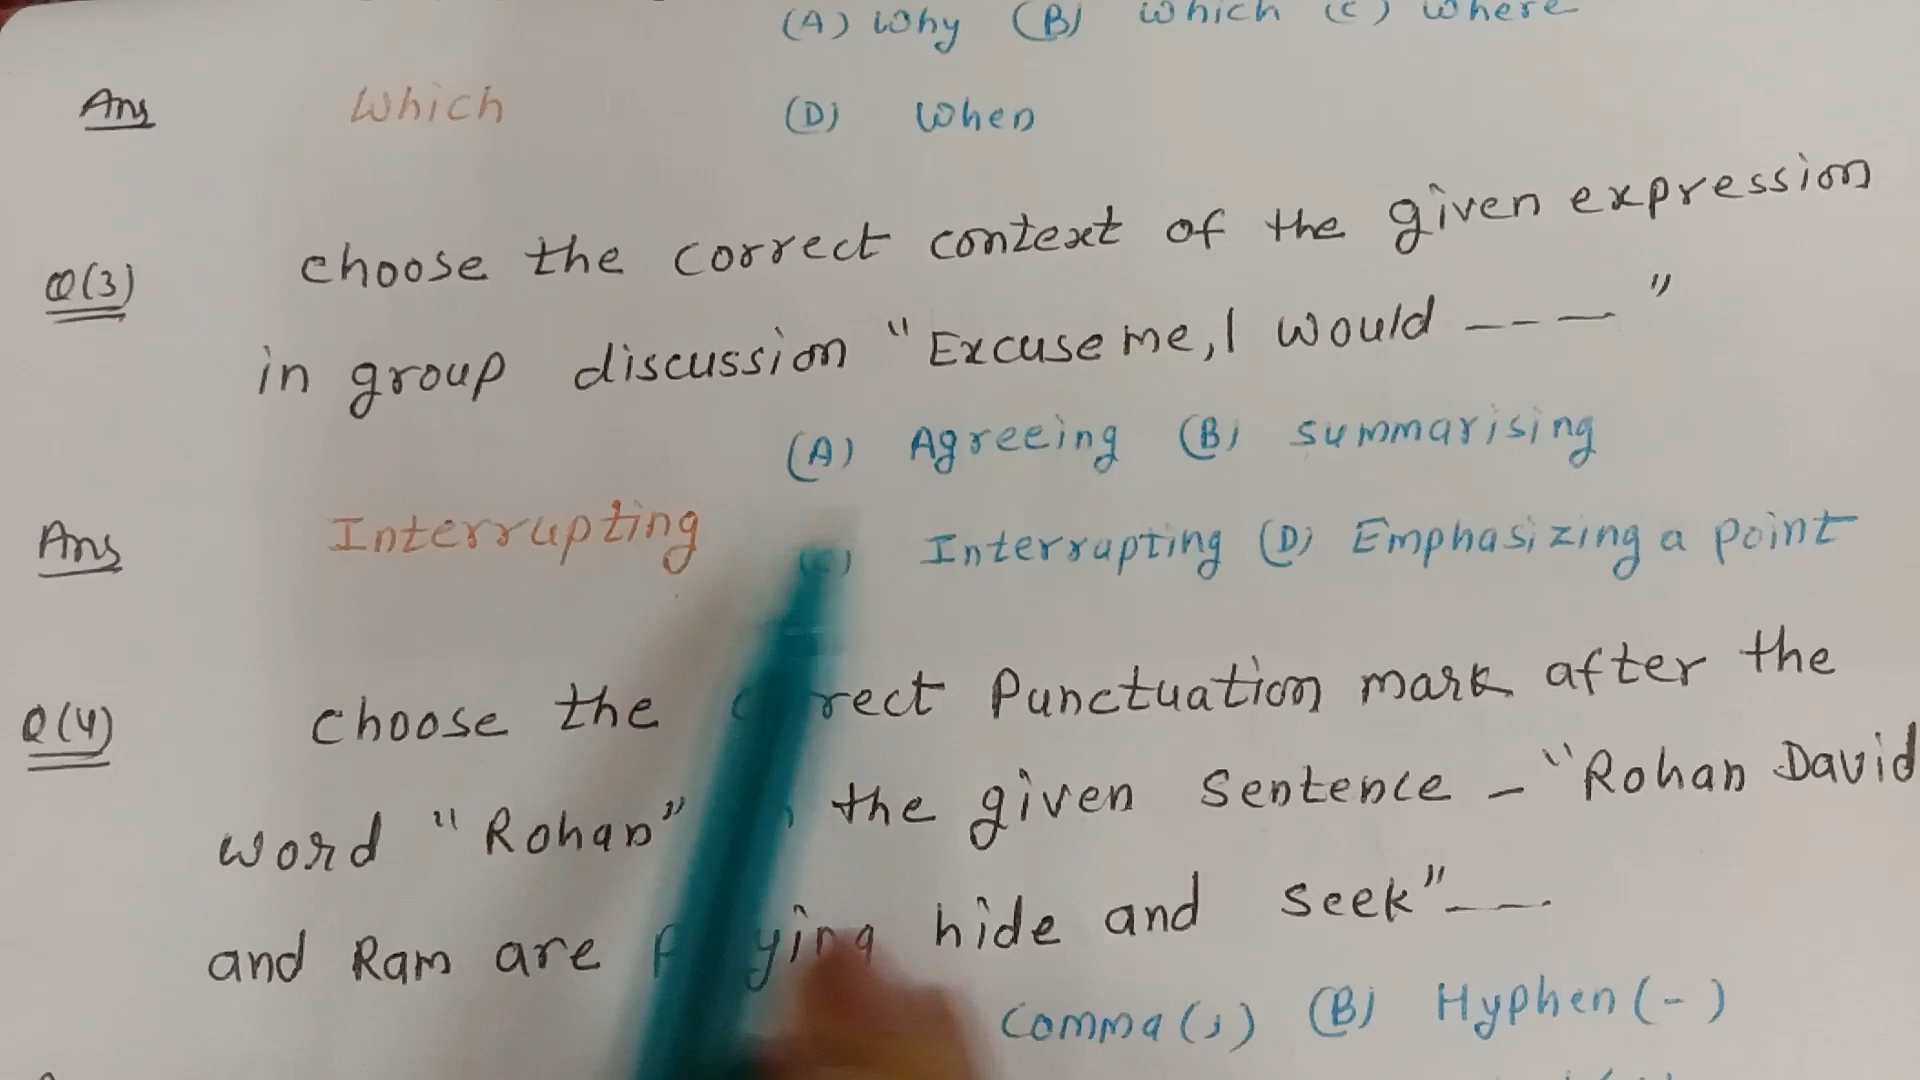 (A) Why (B) Which (C) Where
Ans Which (D) When
Q(3) choose the correct context of the given expression
in group discussion "Excuse me, I would --- "
(A) Agreeing (B) summarising
Ans Interrupting (C) Interrupting (D) Emphasizing a point
Q(4) choose the rect Punctuation mark after the
word "Rohan" the given Sentence - "Rohan David
and Ram are ying hide and seek" ---
Comma (,) (B) Hyphen (-)